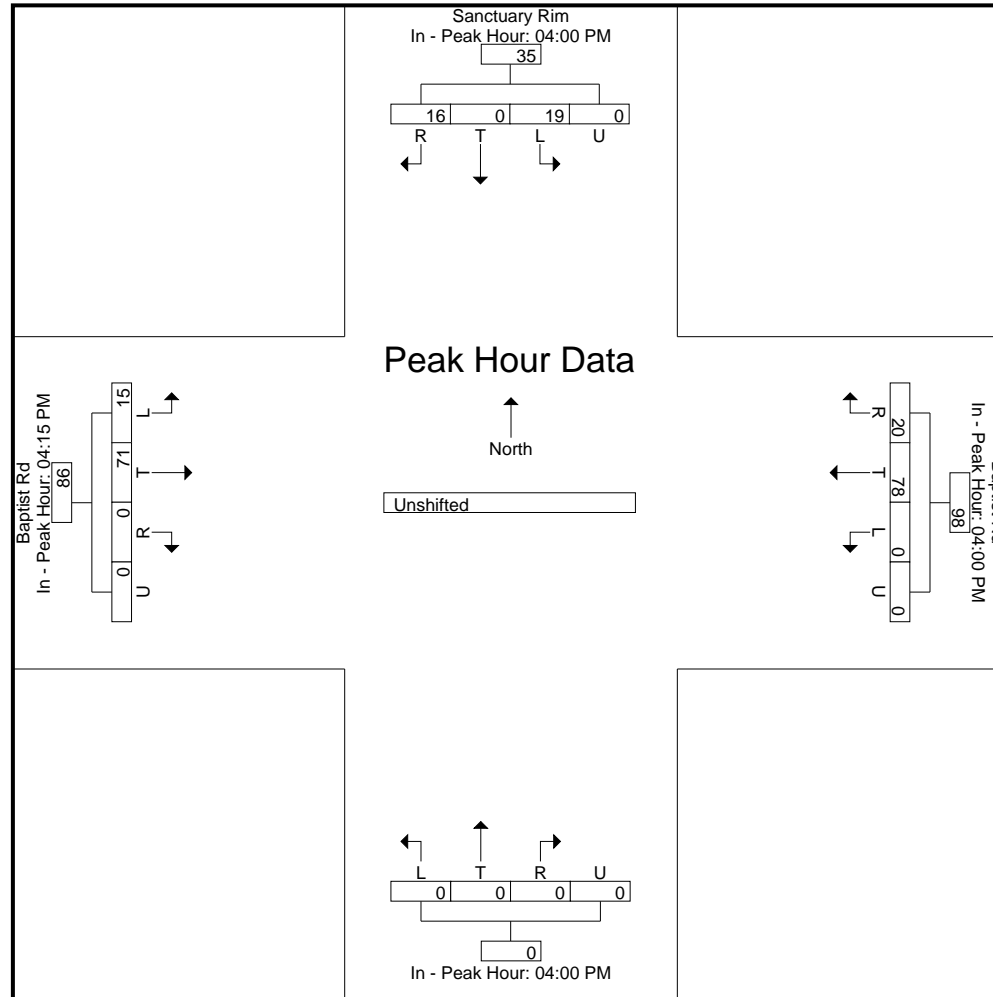 Sanctuary Rim
In - Peak Hour: 04:00 PM
35
16 0 19 0
R T L U
Peak Hour Data
North
Unshifted
Baptist Rd
In - Peak Hour: 04:15 PM
86
15 71 0 0
L T R U
In - Peak Hour: 04:00 PM
98
20 78 0 0
R T L U
L T R U
0 0 0 0
0
In - Peak Hour: 04:00 PM